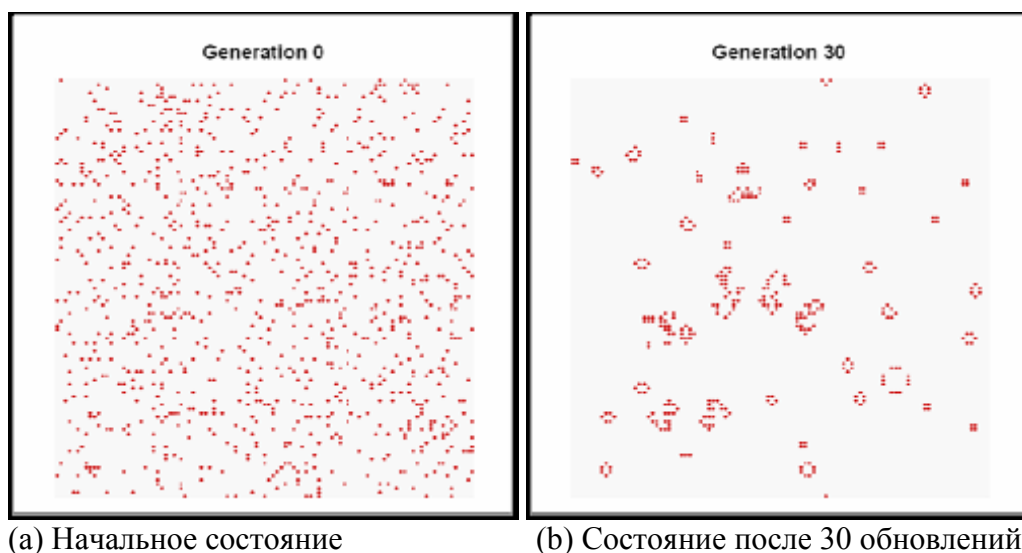 Generation 0
Generation 30
(a) Начальное состояние
(b) Состояние после 30 обновлений